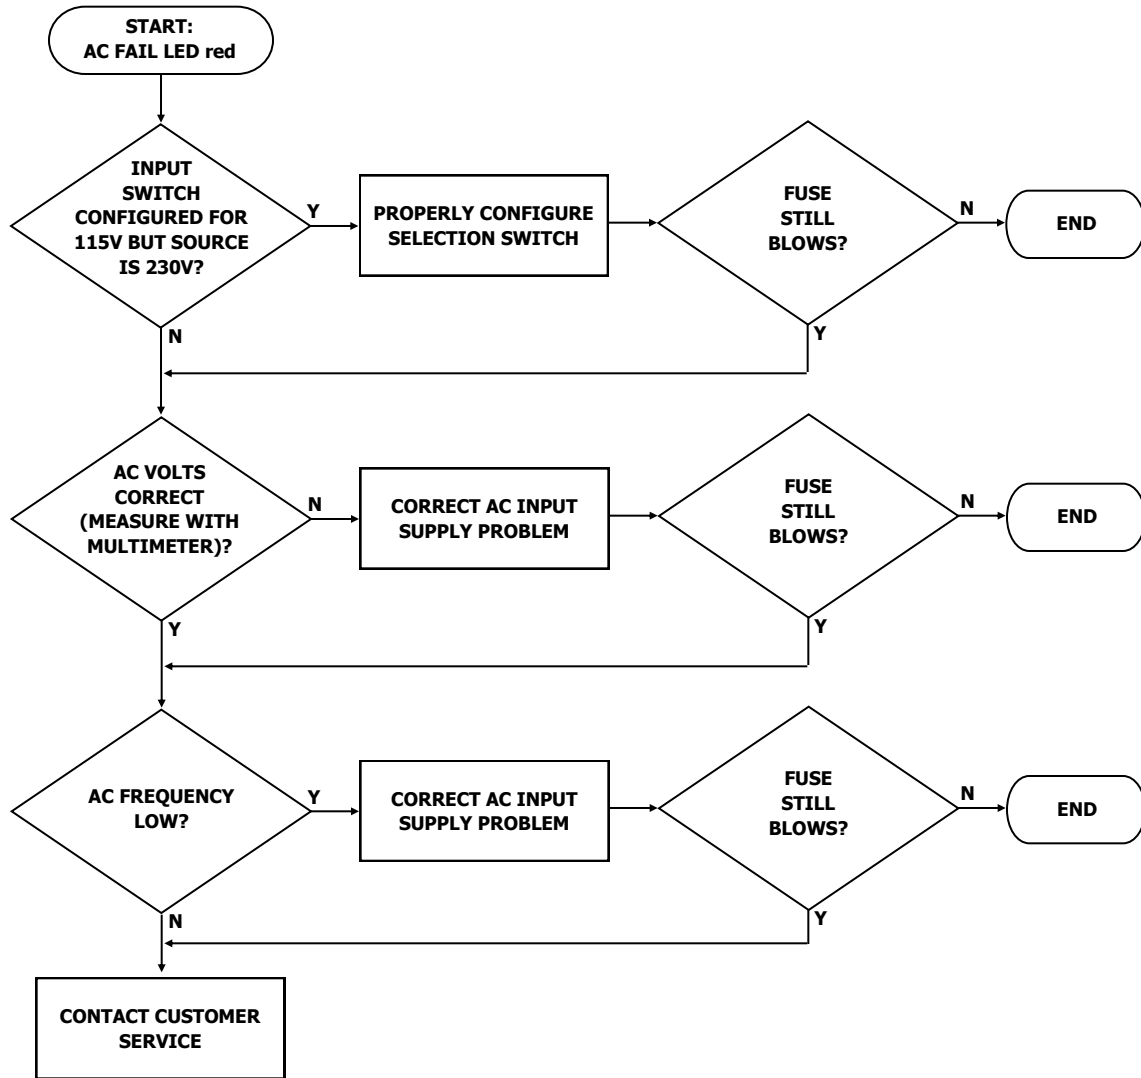 START:
AC FAIL LED red
INPUT
SWITCH
CONFIGURED FOR
115V BUT SOURCE
IS 230V?
Y
PROPERLY CONFIGURE
SELECTION SWITCH
FUSE
STILL
BLOWS?
N
END
N
Y
AC VOLTS
CORRECT
(MEASURE WITH
MULTIMETER)?
N
CORRECT AC INPUT
SUPPLY PROBLEM
FUSE
STILL
BLOWS?
N
END
Y
Y
AC FREQUENCY
LOW?
Y
CORRECT AC INPUT
SUPPLY PROBLEM
FUSE
STILL
BLOWS?
N
END
N
Y
CONTACT CUSTOMER
SERVICE